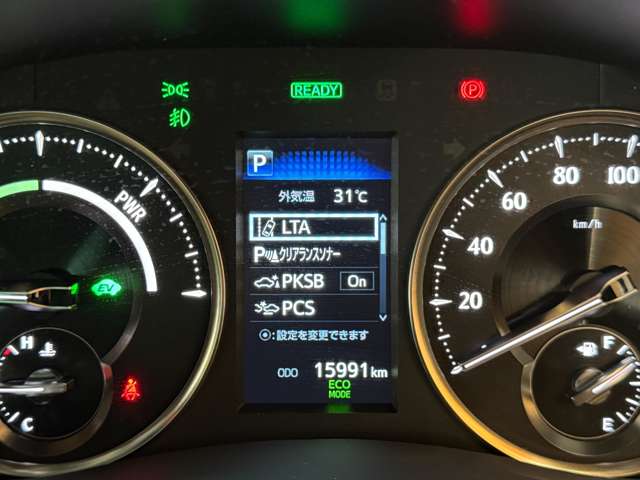 READY
P
P
外気温 31℃
LTA
P クリアランスソナー
PKSB On
PCS
:設定を変更できます
ODO 15991km
ECO
MODE
PWR
EV
H
C
20
40
60
80
100
km/h
F
E